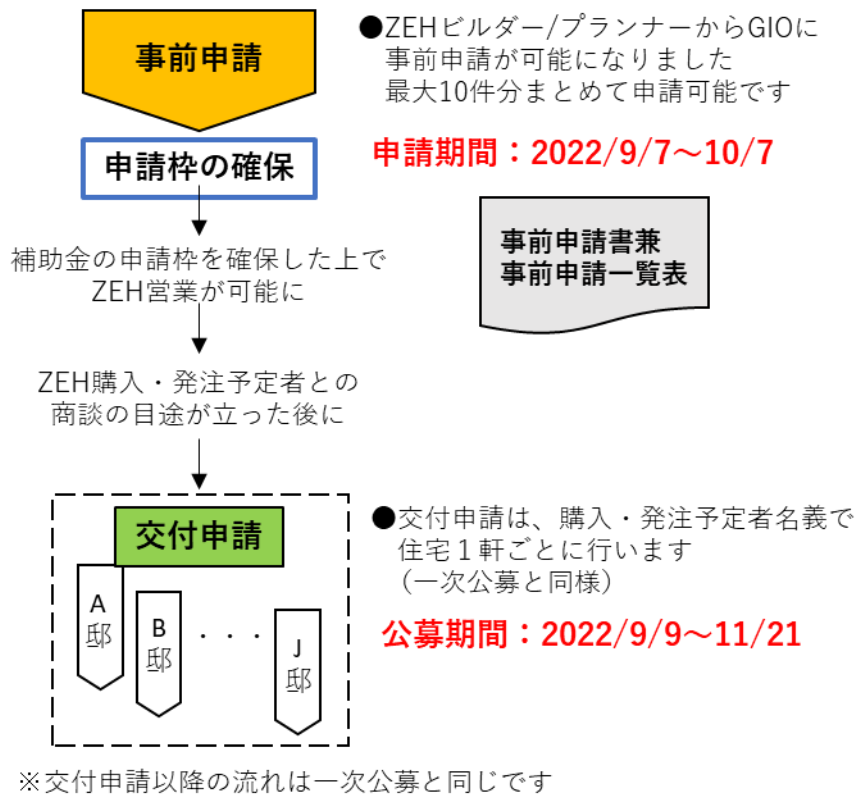 事前申請
●ZEHビルダー/プランナーからGIOに
事前申請が可能になりました
最大10件分まとめて申請可能です
申請枠の確保
申請期間：2022/9/7～10/7
補助金の申請枠を確保した上で
ZEH営業が可能に
事前申請書兼
事前申請一覧表
ZEH購入・発注予定者との
商談の目途が立った後に
交付申請
●交付申請は、購入・発注予定者名義で
住宅１軒ごとに行います
（一次公募と同様）
公募期間：2022/9/9～11/21
A
邸
B
邸
・・・
J
邸
※交付申請以降の流れは一次公募と同じです